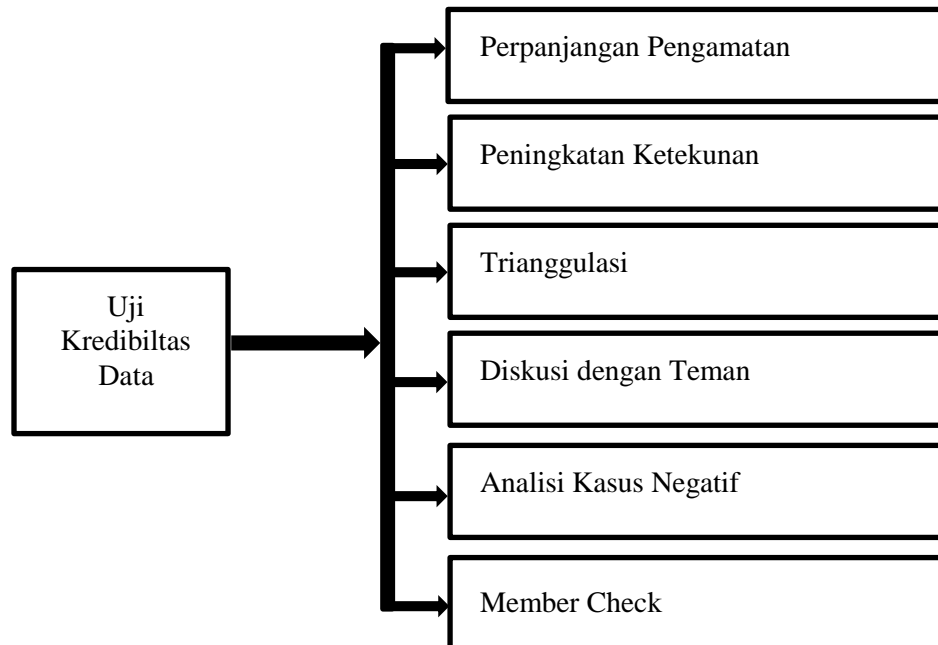 Uji
Kredibiltas
Data
Perpanjangan Pengamatan
Peningkatan Ketekunan
Trianggulasi
Diskusi dengan Teman
Analisi Kasus Negatif
Member Check